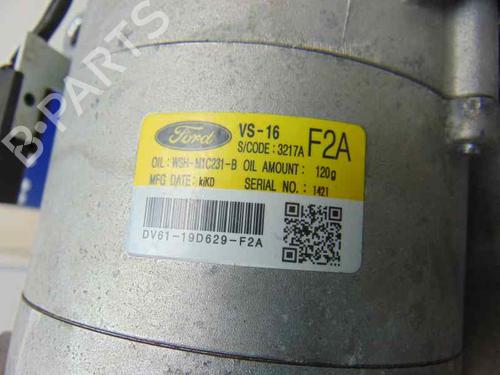 Ford
VS-16
S/CODE: 3217A
F2A
OIL: WSH-M1C231-B OIL AMOUNT: 120g
MFG DATE: kiKD SERIAL NO.: 1421
DV61-19D629-F2A
B-PARTS